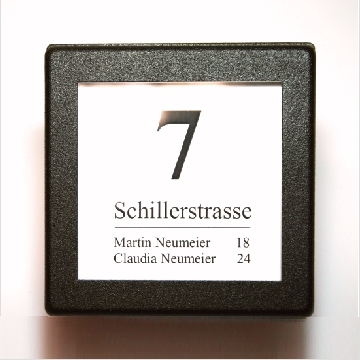 7
Schillerstrasse
Martin Neumeier 18
Claudia Neumeier 24